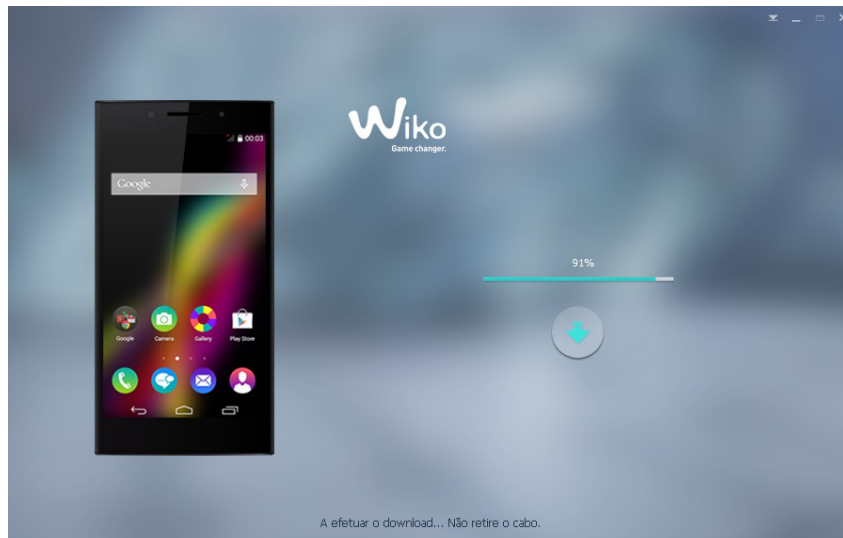 Wiko
Game changer.
00:03
Google
91%
Google Camera Gallery Play Store
A efetuar o download... Não retire o cabo.